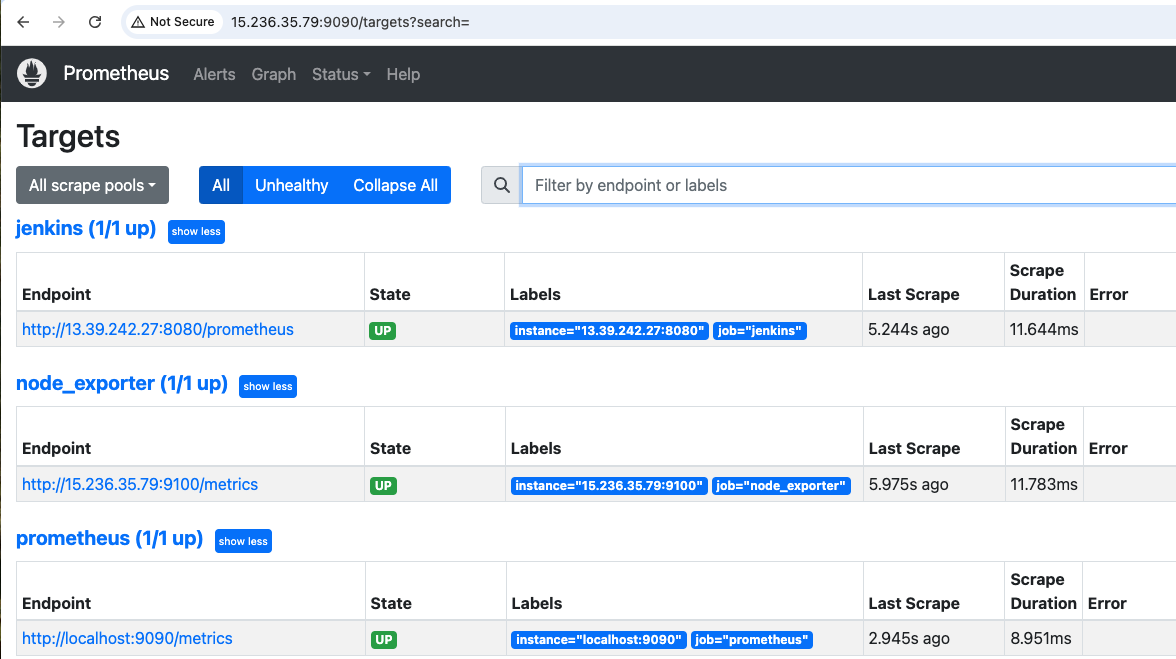 Not Secure 15.236.35.79:9090/targets?search=
Prometheus Alerts Graph Status Help
Targets
All scrape pools All Unhealthy Collapse All Filter by endpoint or labels
jenkins (1/1 up) show less
Endpoint State Labels Last Scrape Scrape Duration Error
http://13.39.242.27:8080/prometheus UP instance="13.39.242.27:8080" job="jenkins" 5.244s ago 11.644ms
node_exporter (1/1 up) show less
Endpoint State Labels Last Scrape Scrape Duration Error
http://15.236.35.79:9100/metrics UP instance="15.236.35.79:9100" job="node_exporter" 5.975s ago 11.783ms
prometheus (1/1 up) show less
Endpoint State Labels Last Scrape Scrape Duration Error
http://localhost:9090/metrics UP instance="localhost:9090" job="prometheus" 2.945s ago 8.951ms